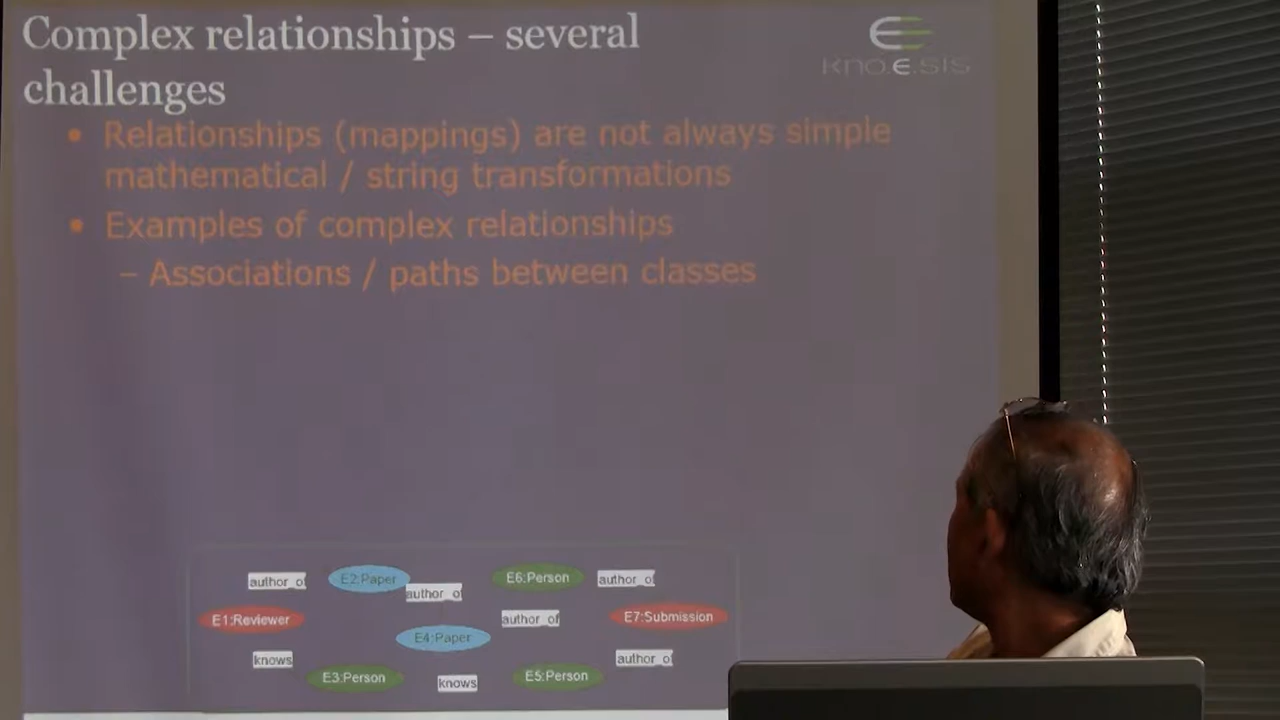 Complex relationships – several
challenges
kno.e.sis
• Relationships (mappings) are not always simple
mathematical / string transformations
• Examples of complex relationships
– Associations / paths between classes
author_of
E2:Paper
author_of
E6:Person
author_of
E1:Reviewer
E4:Paper
author_of
E7:Submission
knows
E3:Person
knows
E5:Person
author_of